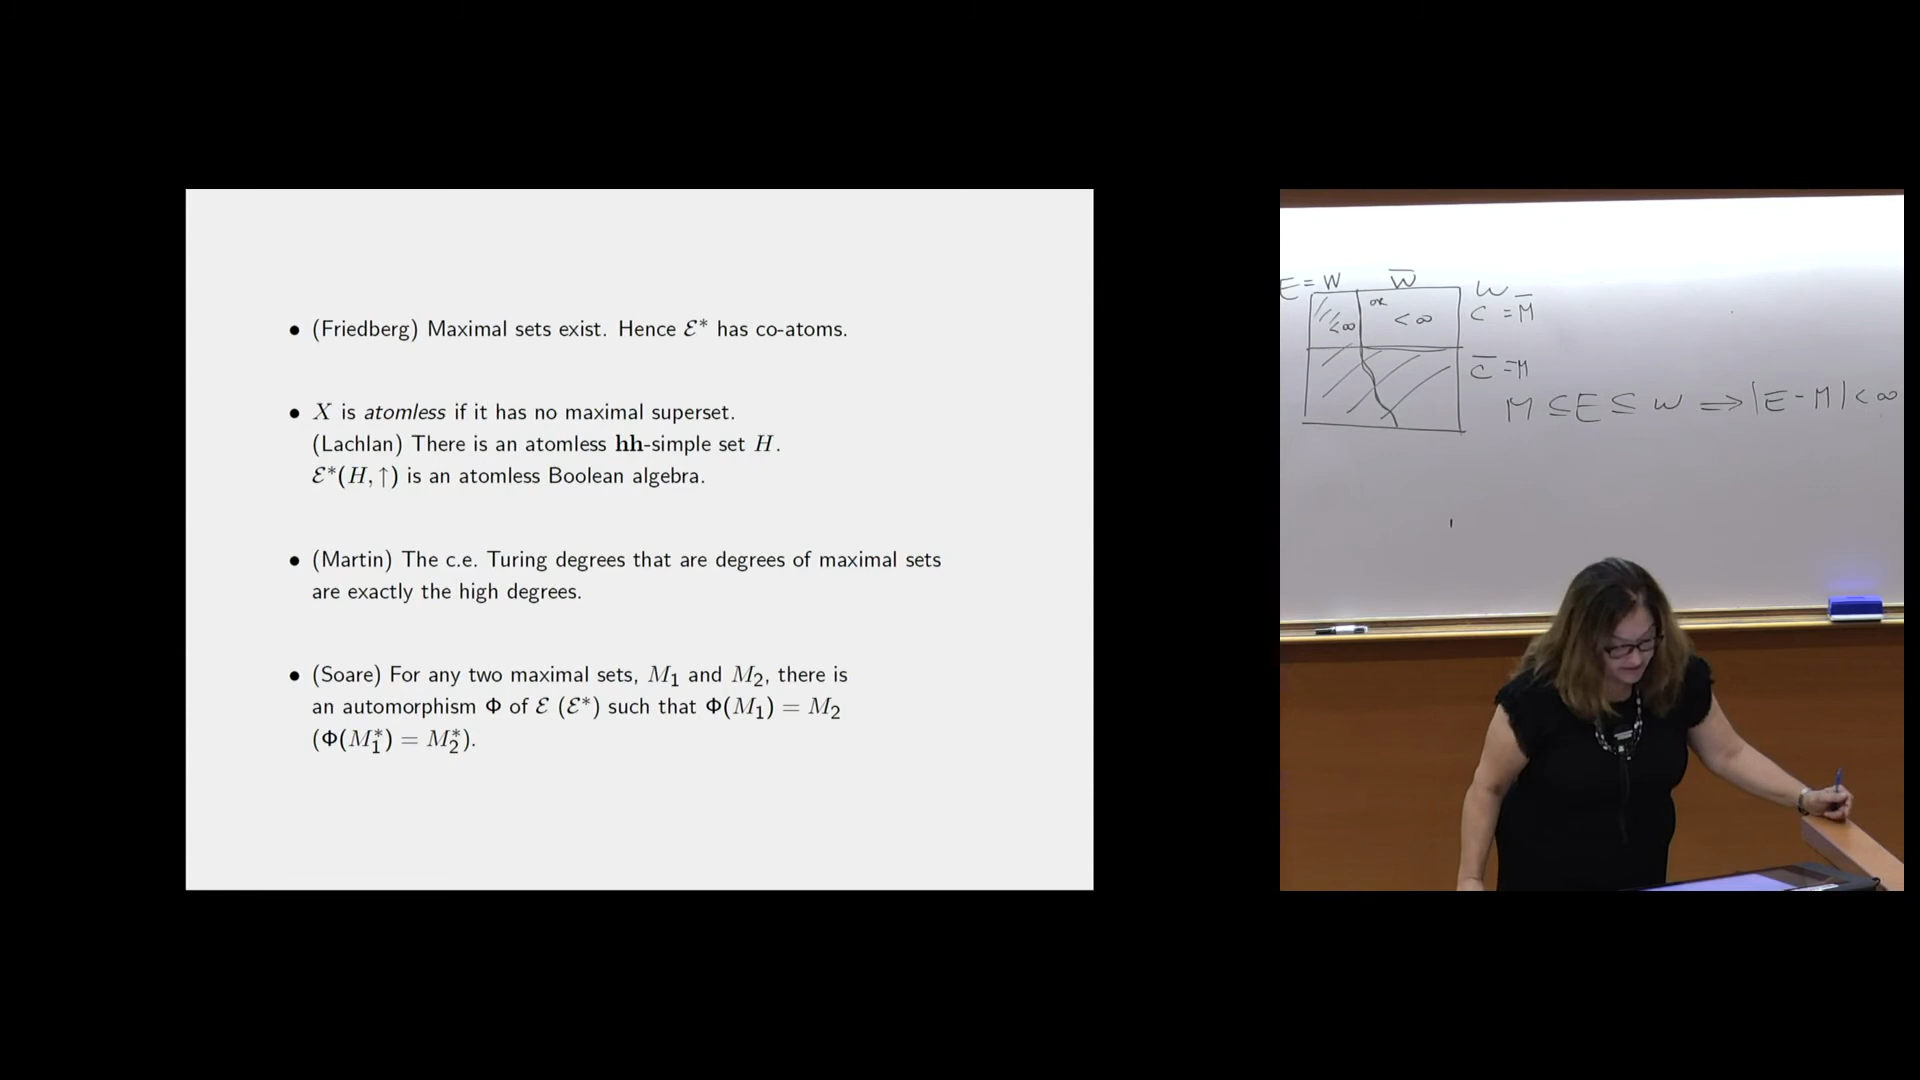 • (Friedberg) Maximal sets exist. Hence ℰ* has co-atoms.
• X is atomless if it has no maximal superset.
(Lachlan) There is an atomless hh-simple set H.
ℰ*(H, ↑) is an atomless Boolean algebra.
• (Martin) The c.e. Turing degrees that are degrees of maximal sets
are exactly the high degrees.
• (Soare) For any two maximal sets, M₁ and M₂, there is
an automorphism Φ of ℰ (ℰ*) such that Φ(M₁) = M₂
(Φ(M₁*) = M₂*).
E = W W̅ ω
<∞ or <∞ C = M̅
C̅ = M
M ⊆ E ⊆ ω ⟹ |E - M| < ∞